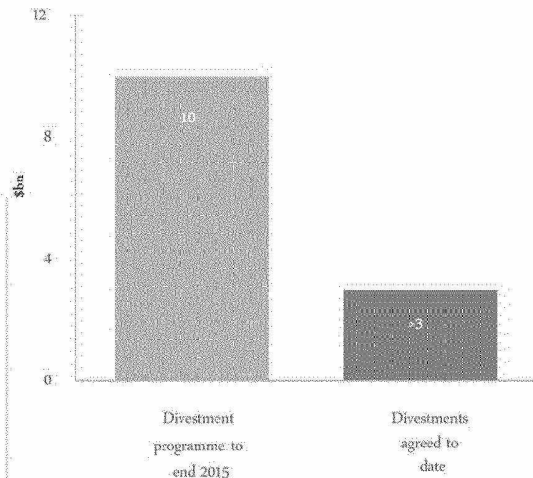 12
10
8
$bn
4
>3
0
Divestment
programme to
end 2015
Divestments
agreed to
date